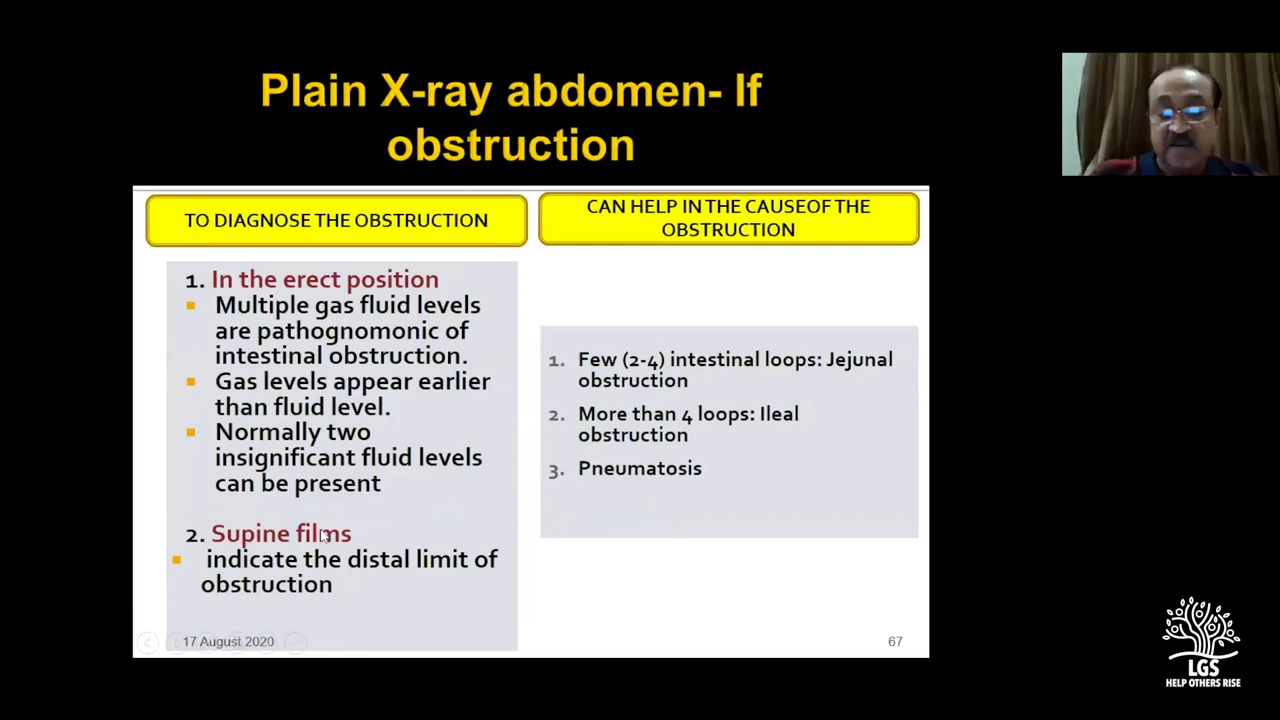 Plain X-ray abdomen- If
obstruction
TO DIAGNOSE THE OBSTRUCTION
1. In the erect position
▪ Multiple gas fluid levels
are pathognomonic of
intestinal obstruction.
▪ Gas levels appear earlier
than fluid level.
▪ Normally two
insignificant fluid levels
can be present
2. Supine films
▪ indicate the distal limit of
obstruction
CAN HELP IN THE CAUSEOF THE
OBSTRUCTION
1. Few (2-4) intestinal loops: Jejunal
obstruction
2. More than 4 loops: Ileal
obstruction
3. Pneumatosis
17 August 2020
67
LGS
HELP OTHERS RISE